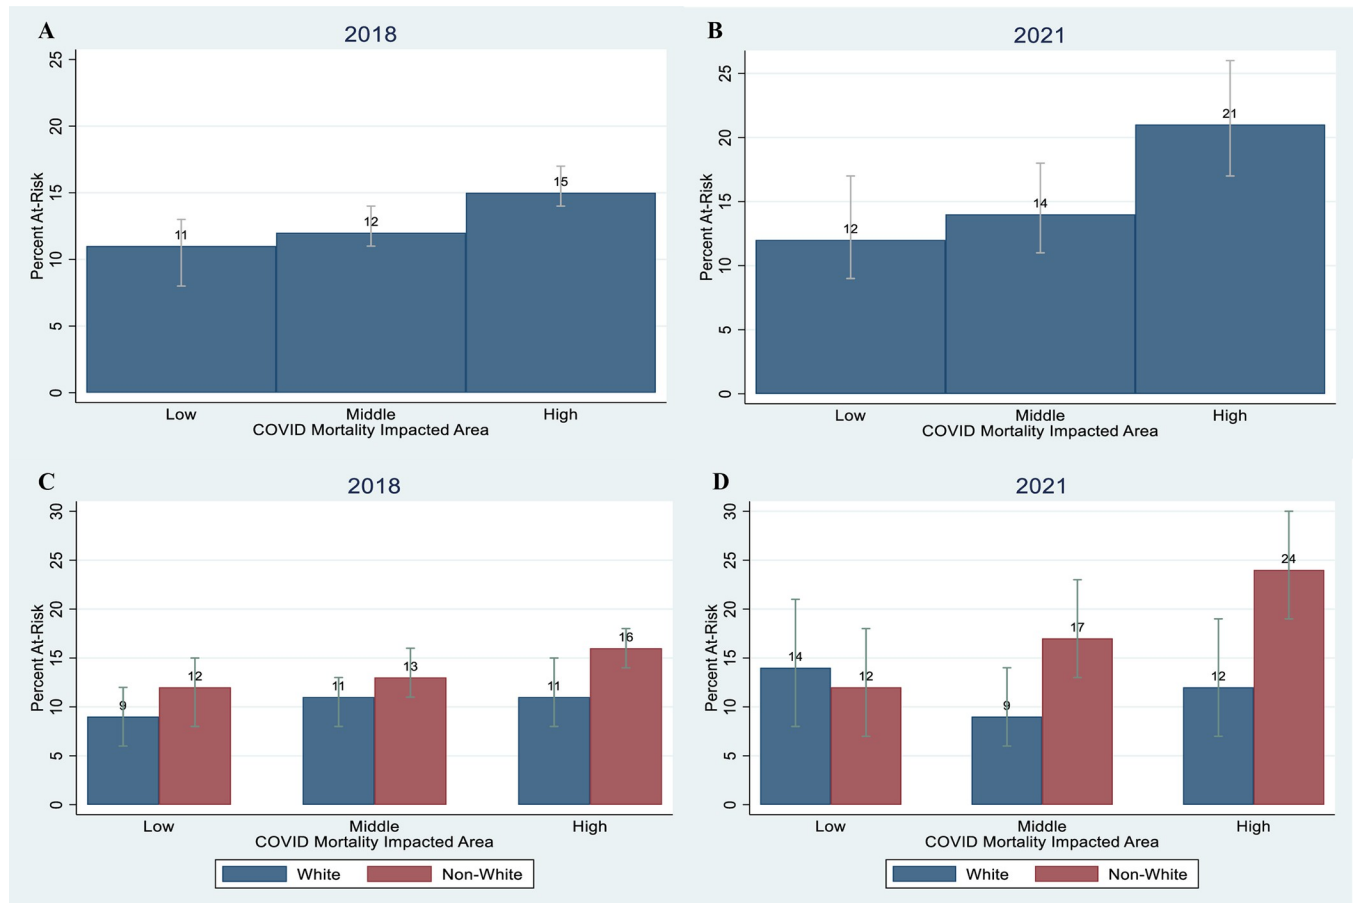 A
2018
Percent At-Risk
25
20
15
10
5
0
11
12
15
Low Middle High
COVID Mortality Impacted Area
B
2021
Percent At-Risk
25
20
15
10
5
0
12
14
21
Low Middle High
COVID Mortality Impacted Area
C
2018
Percent At-Risk
30
25
20
15
10
5
0
9 12 11 13 11 16
Low Middle High
COVID Mortality Impacted Area
White Non-White
D
2021
Percent At-Risk
30
25
20
15
10
5
0
14 12 9 17 12 24
Low Middle High
COVID Mortality Impacted Area
White Non-White